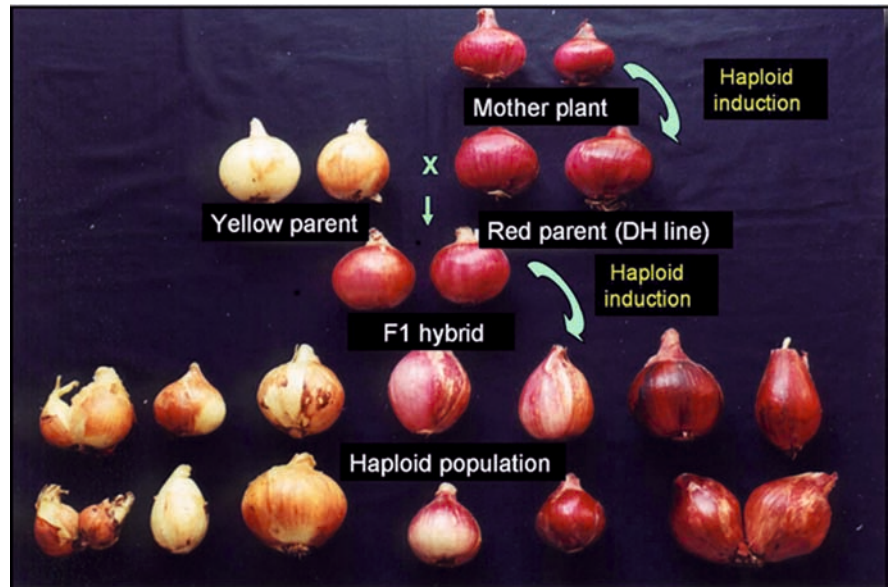 Haploid
induction
Mother plant
X
Yellow parent
Red parent (DH line)
Haploid
induction
F1 hybrid
Haploid population